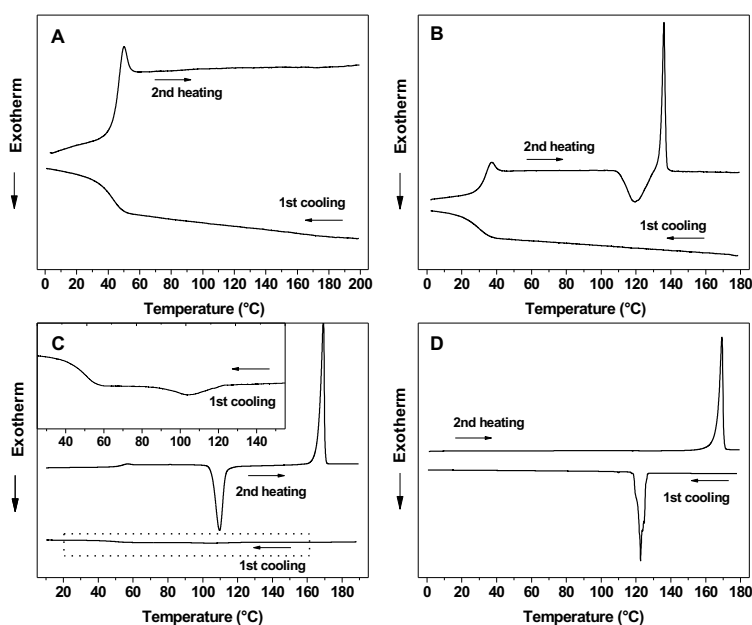 A
Exotherm
2nd heating
1st cooling
0 20 40 60 80 100 120 140 160 180 200
Temperature (°C)
B
Exotherm
2nd heating
1st cooling
0 20 40 60 80 100 120 140 160 180
Temperature (°C)
C
Exotherm
1st cooling
40 60 80 100 120 140
2nd heating
1st cooling
20 40 60 80 100 120 140 160 180
Temperature (°C)
D
Exotherm
2nd heating
1st cooling
0 20 40 60 80 100 120 140 160 180
Temperature (°C)